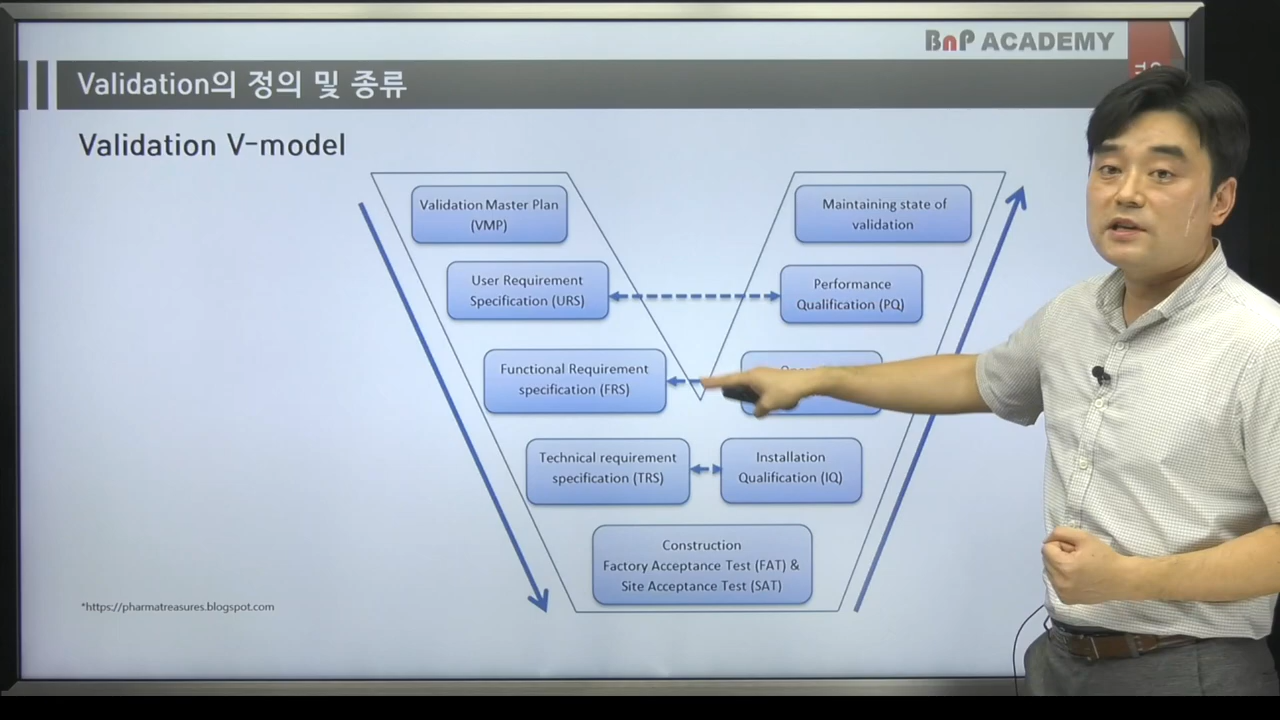 BnP ACADEMY
Validation의 정의 및 종류
Validation V-model
Validation Master Plan
(VMP)
Maintaining state of
validation
User Requirement
Specification (URS)
Performance
Qualification (PQ)
Functional Requirement
specification (FRS)
Technical requirement
specification (TRS)
Installation
Qualification (IQ)
Construction
Factory Acceptance Test (FAT) &
Site Acceptance Test (SAT)
*https://pharmatreasures.blogspot.com